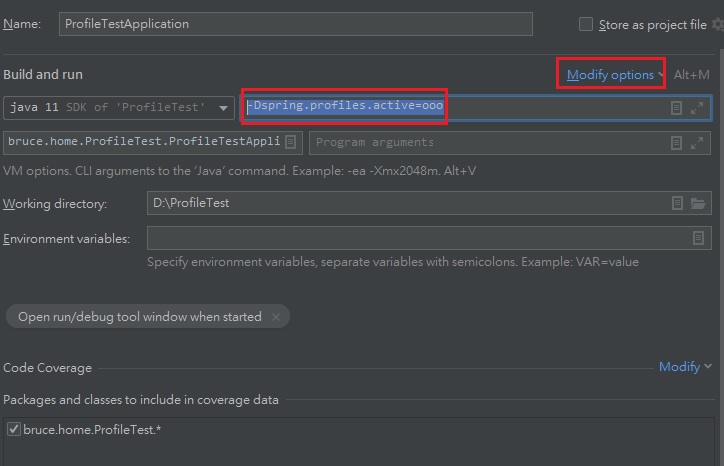 Name: ProfileTestApplication Store as project file
Build and run Modify options Alt+M
java 11 SDK of 'ProfileTest' -Dspring.profiles.active=ooo
bruce.home.ProfileTest.ProfileTestAppli Program arguments
VM options. CLI arguments to the 'Java' command. Example: -ea -Xmx2048m. Alt+V
Working directory: D:\ProfileTest
Environment variables:
Specify environment variables, separate variables with semicolons. Example: VAR=value
Open run/debug tool window when started ×
Code Coverage Modify
Packages and classes to include in coverage data
bruce.home.ProfileTest.*